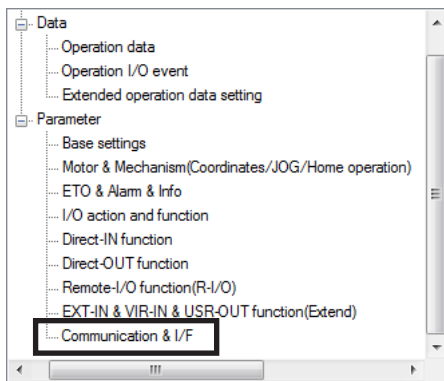 Data
Operation data
Operation I/O event
Extended operation data setting
Parameter
Base settings
Motor & Mechanism(Coordinates/JOG/Home operation)
ETO & Alarm & Info
I/O action and function
Direct-IN function
Direct-OUT function
Remote-I/O function(R-I/O)
EXT-IN & VIR-IN & USR-OUT function(Extend)
Communication & I/F